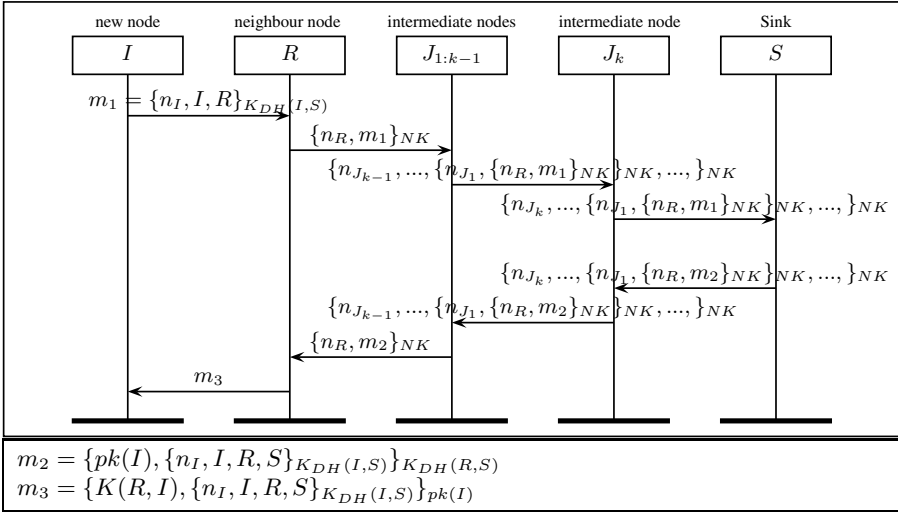 new node neighbour node intermediate nodes intermediate node Sink
I R J_{1:k−1} J_k S
m_1 = {n_I, I, R}_{K_{DH}(I,S)}
{n_R, m_1}_{NK}
{n_{J_{k−1}}, ..., {n_{J_1}, {n_R, m_1}_{NK}}_{NK}, ..., }_{NK}
{n_{J_k}, ..., {n_{J_1}, {n_R, m_1}_{NK}}_{NK}, ..., }_{NK}
{n_{J_k}, ..., {n_{J_1}, {n_R, m_2}_{NK}}_{NK}, ..., }_{NK}
{n_{J_{k−1}}, ..., {n_{J_1}, {n_R, m_2}_{NK}}_{NK}, ..., }_{NK}
{n_R, m_2}_{NK}
m_3
m_2 = {pk(I), {n_I, I, R, S}_{K_{DH}(I,S)}}_{K_{DH}(R,S)}
m_3 = {K(R, I), {n_I, I, R, S}_{K_{DH}(I,S)}}_{pk(I)}